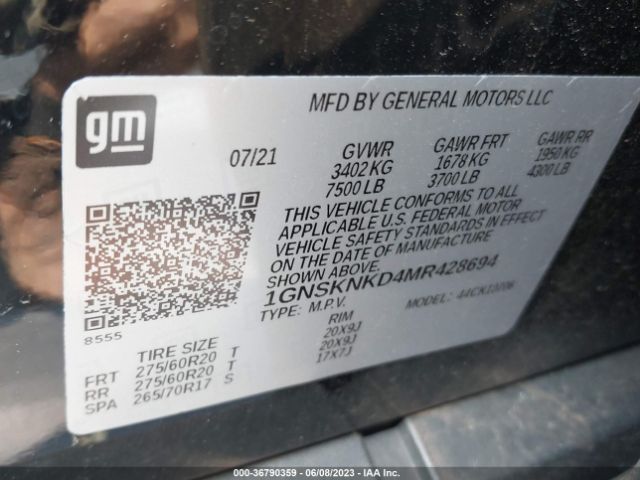 gm
MFD BY GENERAL MOTORS LLC
07/21 GVWR GAWR FRT GAWR RR
3402 KG 1678 KG 1950 KG
7500 LB 3700 LB 4300 LB
THIS VEHICLE CONFORMS TO ALL
APPLICABLE U.S. FEDERAL MOTOR
VEHICLE SAFETY STANDARDS IN EFFECT
ON THE DATE OF MANUFACTURE
SHOWN ABOVE.
1GNSKNKD4MR428694
TYPE: M.P.V. MODEL:
8555
TIRE SIZE RIM
FRT 275/60R20 T 20X9J
RR 275/60R20 T 20X9J
SPA 265/70R17 S 17X7J
000-36790359 - 06/08/2023 - IAA Inc.